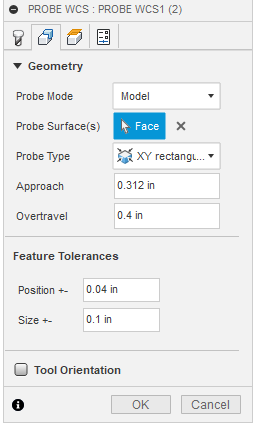 PROBE WCS : PROBE WCS1 (2)
Geometry
Probe Mode Model
Probe Surface(s) Face
Probe Type XY rectangu...
Approach 0.312 in
Overtravel 0.4 in
Feature Tolerances
Position +- 0.04 in
Size +- 0.1 in
Tool Orientation
OK Cancel